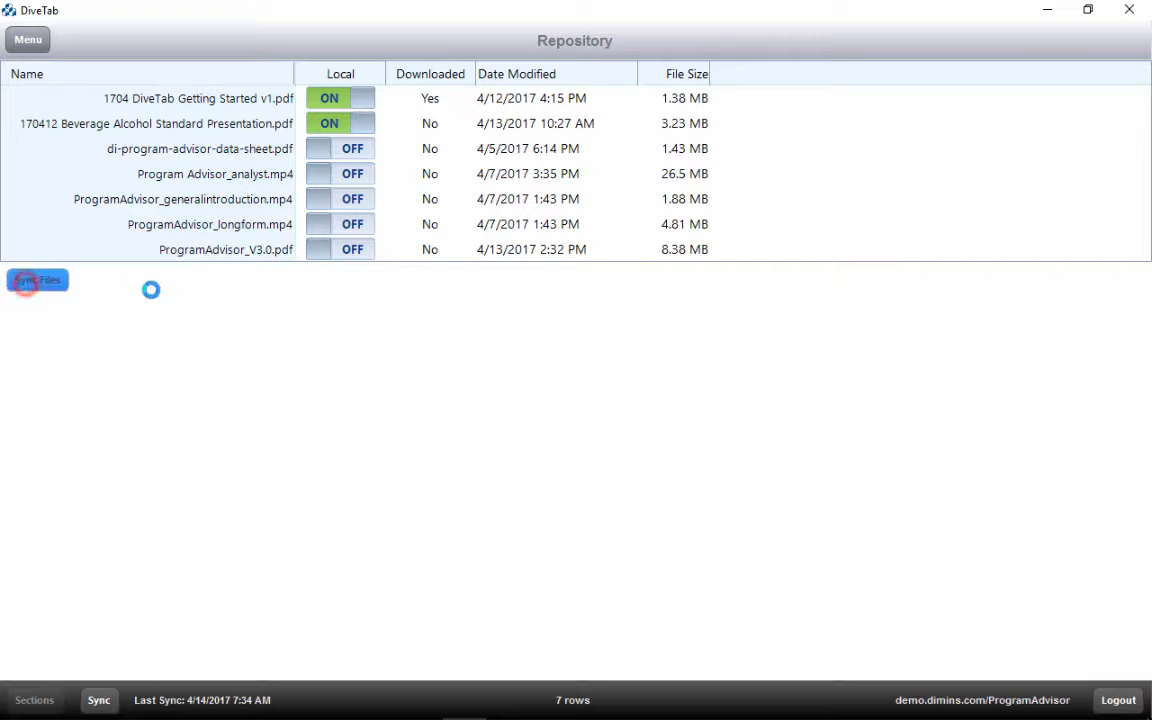 DiveTab
Menu
Repository
Name Local Downloaded Date Modified File Size
1704 DiveTab Getting Started v1.pdf ON Yes 4/12/2017 4:15 PM 1.38 MB
170412 Beverage Alcohol Standard Presentation.pdf ON No 4/13/2017 10:27 AM 3.23 MB
di-program-advisor-data-sheet.pdf OFF No 4/5/2017 6:14 PM 1.43 MB
Program Advisor_analyst.mp4 OFF No 4/7/2017 3:35 PM 26.5 MB
ProgramAdvisor_generalintroduction.mp4 OFF No 4/7/2017 1:43 PM 1.88 MB
ProgramAdvisor_longform.mp4 OFF No 4/7/2017 1:43 PM 4.81 MB
ProgramAdvisor_V3.0.pdf OFF No 4/13/2017 2:32 PM 8.38 MB
Sync Files
Sections Sync Last Sync: 4/14/2017 7:34 AM 7 rows demo.dimins.com/ProgramAdvisor Logout